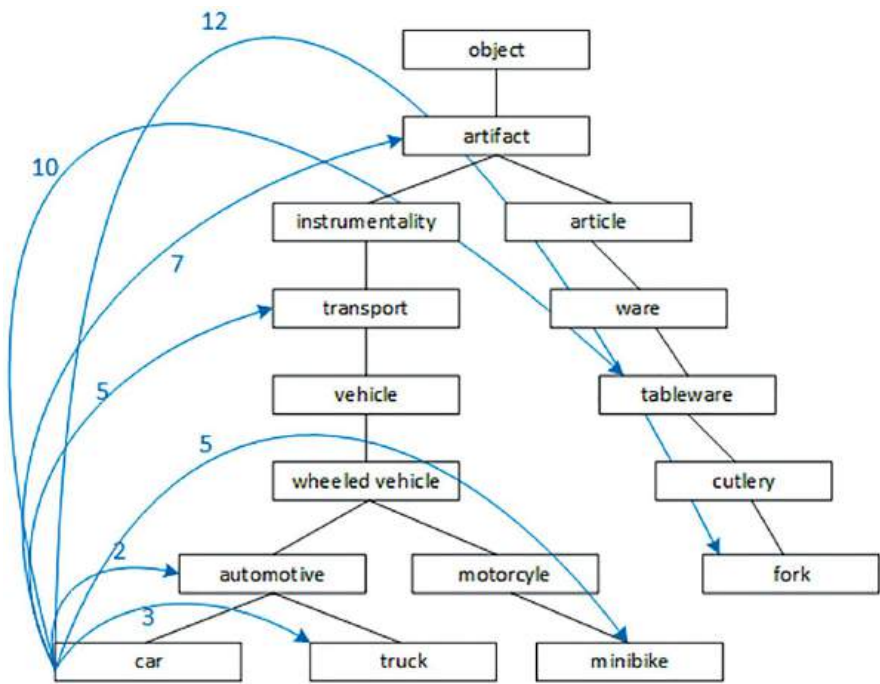 12
object
artifact
10
instrumentality
article
7
transport
ware
5
vehicle
tableware
5
wheeled vehicle
cutlery
2
automotive
motorcyle
fork
3
car
truck
minibike